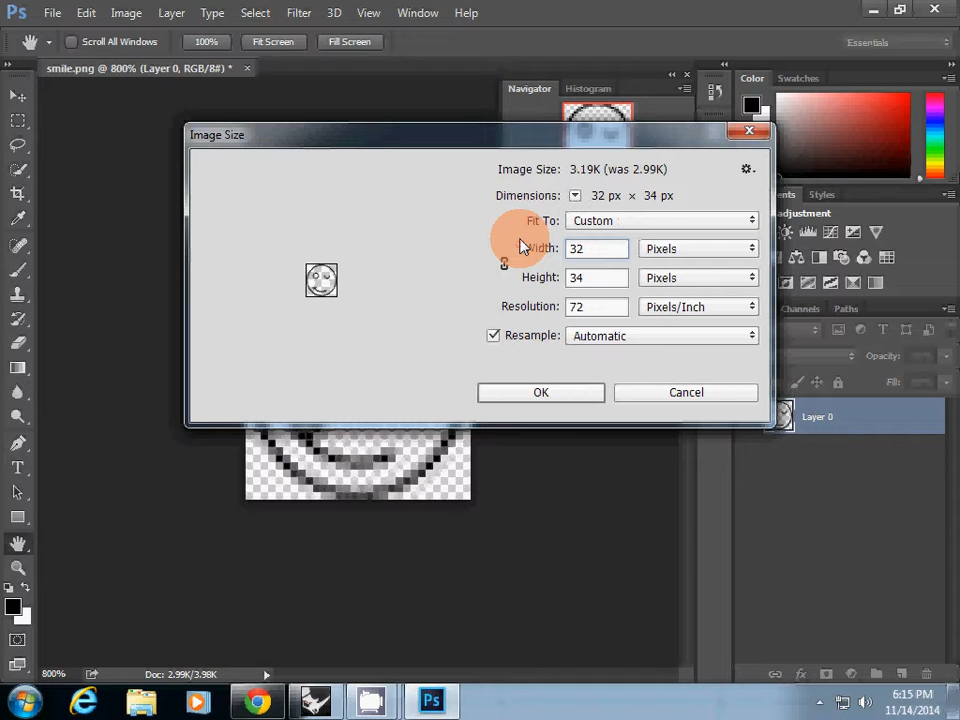 Ps File Edit Image Layer Type Select Filter 3D View Window Help
Scroll All Windows 100% Fit Screen Fill Screen Essentials
smile.png @ 800% (Layer 0, RGB/8#) * ×
Navigator Histogram
Color Swatches
Image Size
Image Size: 3.19K (was 2.99K)
Dimensions: 32 px × 34 px
Styles
Fit To: Custom
adjustment
Width: 32 Pixels
Height: 34 Pixels
Resolution: 72 Pixels/Inch
Channels Paths
Resample: Automatic
Opacity:
Fill:
OK Cancel
Layer 0
800% Doc: 2.99K/3.98K
6:15 PM
11/14/2014
Ps